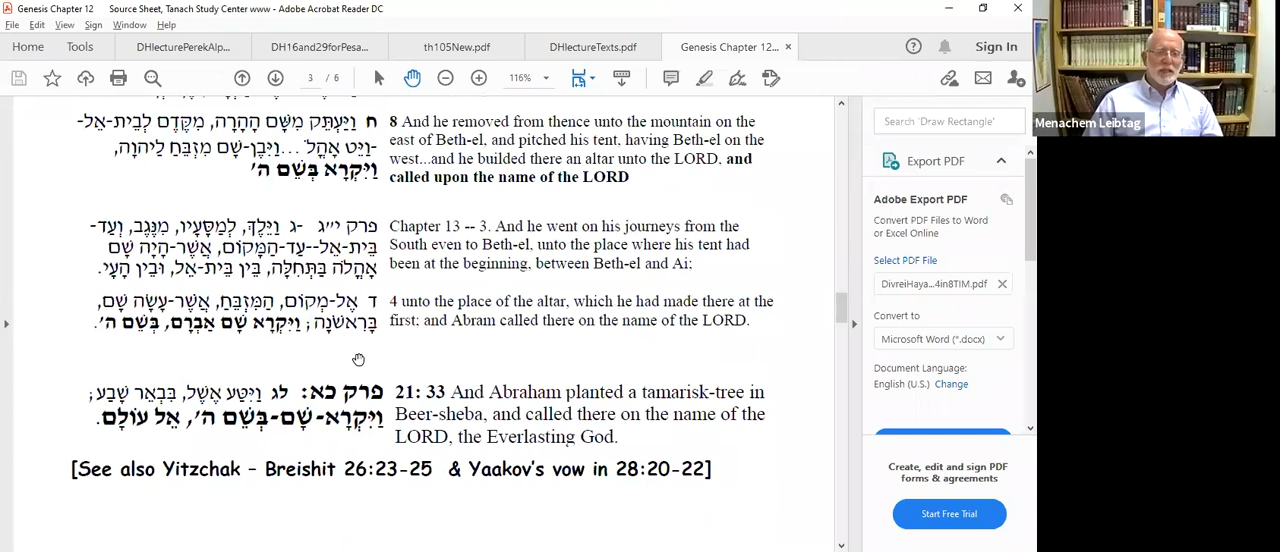 Genesis Chapter 12 Source Sheet, Tanach Study Center www - Adobe Acrobat Reader DC
File Edit View Sign Window Help
Home Tools DHlecturePerekAlp... DH16and29forPesa... th105New.pdf DHlectureTexts.pdf Genesis Chapter 12... × Sign In
3 / 6 116%
ח וַיַּעְתֵּק מִשָּׁם הָהָרָה, מִקֶּדֶם לְבֵית-אֵל-
-וַיֵּט אָהֳלֹה...וַיִּבֶן-שָׁם מִזְבֵּחַ לַיהוָה,
וַיִּקְרָא בְּשֵׁם ה'
8 And he removed from thence unto the mountain on the
east of Beth-el, and pitched his tent, having Beth-el on the
west...and he builded there an altar unto the LORD, and
called upon the name of the LORD
פרק י"ג -ג וַיֵּלֶךְ, לְמַסָּעָיו, מִנֶּגֶב, וְעַד-
בֵּית-אֵל--עַד-הַמָּקוֹם, אֲשֶׁר-הָיָה שָׁם
אָהֳלֹה בַּתְּחִלָּה, בֵּין בֵּית-אֵל, וּבֵין הָעָי.
Chapter 13 -- 3. And he went on his journeys from the
South even to Beth-el, unto the place where his tent had
been at the beginning, between Beth-el and Ai;
ד אֶל-מְקוֹם, הַמִּזְבֵּחַ, אֲשֶׁר-עָשָׂה שָׁם,
בָּרִאשֹׁנָה; וַיִּקְרָא שָׁם אַבְרָם, בְּשֵׁם ה'.
4 unto the place of the altar, which he had made there at the
first; and Abram called there on the name of the LORD.
פרק כא: לג וַיִּטַּע אֶשֶׁל, בִּבְאֵר שָׁבַע;
וַיִּקְרָא-שָׁם-בְּשֵׁם ה', אֵל עוֹלָם.
21: 33 And Abraham planted a tamarisk-tree in
Beer-sheba, and called there on the name of the
LORD, the Everlasting God.
[See also Yitzchak – Breishit 26:23-25 & Yaakov's vow in 28:20-22]
Search 'Draw Rectangle'
Export PDF
Adobe Export PDF
Convert PDF Files to Word
or Excel Online
Select PDF File
DivreiHaya...4in8TIM.pdf ×
Convert to
Microsoft Word (*.docx)
Document Language:
English (U.S.) Change
Create, edit and sign PDF
forms & agreements
Start Free Trial
Menachem Leibtag